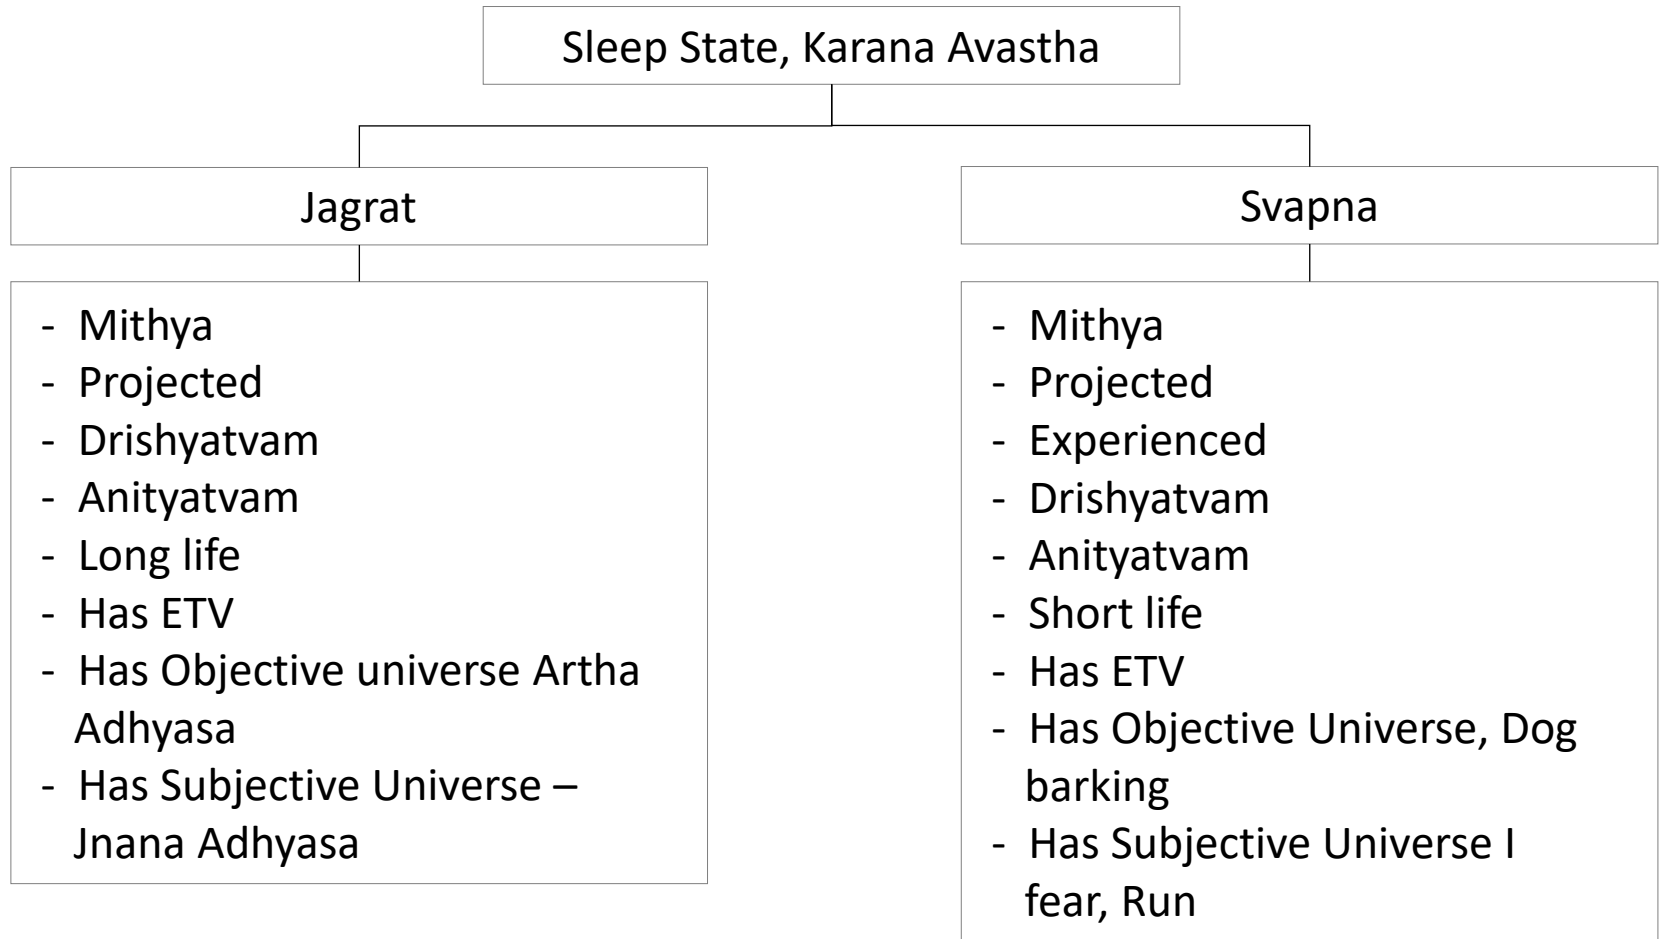 Sleep State, Karana Avastha
Jagrat
- Mithya
- Projected
- Drishyatvam
- Anityatvam
- Long life
- Has ETV
- Has Objective universe Artha
Adhyasa
- Has Subjective Universe –
Jnana Adhyasa
Svapna
- Mithya
- Projected
- Experienced
- Drishyatvam
- Anityatvam
- Short life
- Has ETV
- Has Objective Universe, Dog
barking
- Has Subjective Universe I
fear, Run